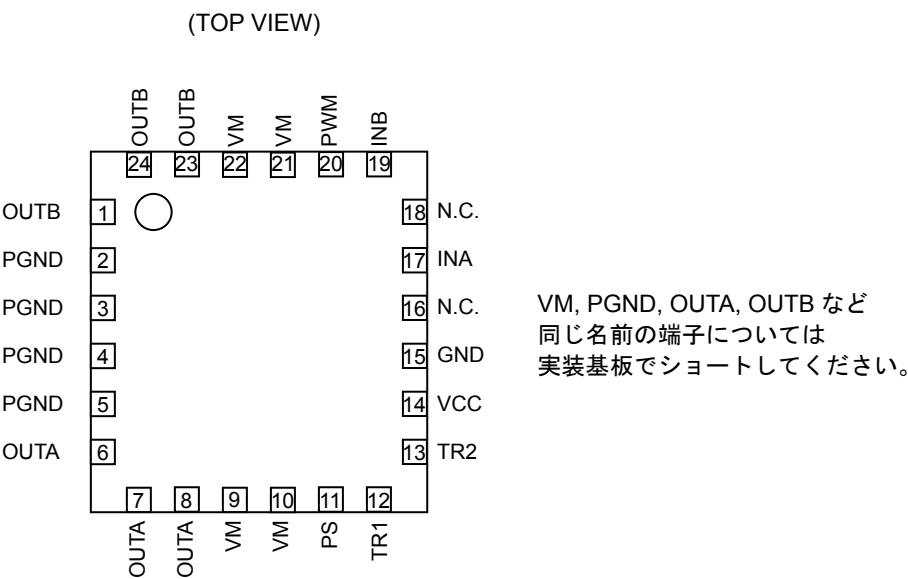 (TOP VIEW)
OUTB
OUTB
VM
VM
PWM
INB
24
23
22
21
20
19
OUTB 1
18 N.C.
PGND 2
17 INA
PGND 3
16 N.C.
PGND 4
15 GND
PGND 5
14 VCC
OUTA 6
13 TR2
7
8
9
10
11
12
OUTA
OUTA
VM
VM
PS
TR1
VM, PGND, OUTA, OUTB など
同じ名前の端子については
実装基板でショートしてください。